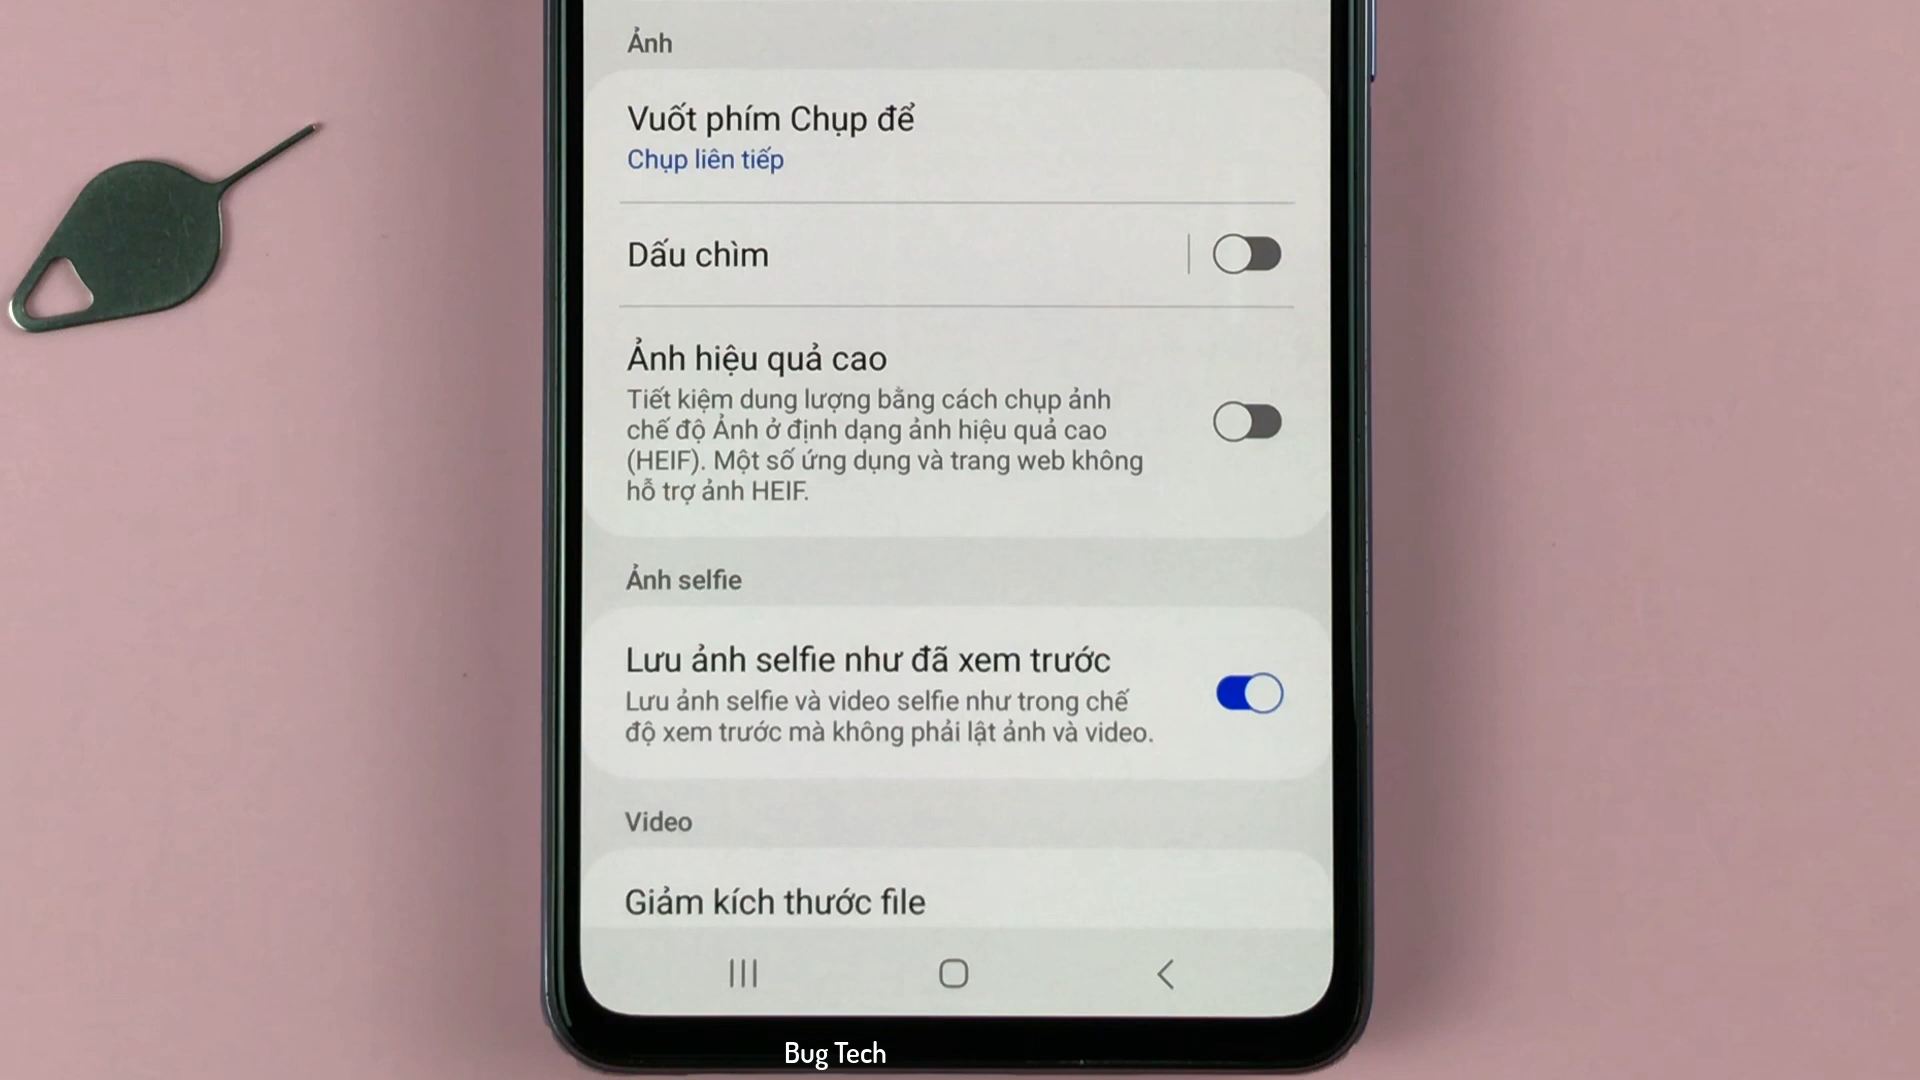 Ảnh
Vuốt phím Chụp để
Chụp liên tiếp
Dấu chìm
Ảnh hiệu quả cao
Tiết kiệm dung lượng bằng cách chụp ảnh
chế độ Ảnh ở định dạng ảnh hiệu quả cao
(HEIF). Một số ứng dụng và trang web không
hỗ trợ ảnh HEIF.
Ảnh selfie
Lưu ảnh selfie như đã xem trước
Lưu ảnh selfie và video selfie như trong chế
độ xem trước mà không phải lật ảnh và video.
Video
Giảm kích thước file
Bug Tech